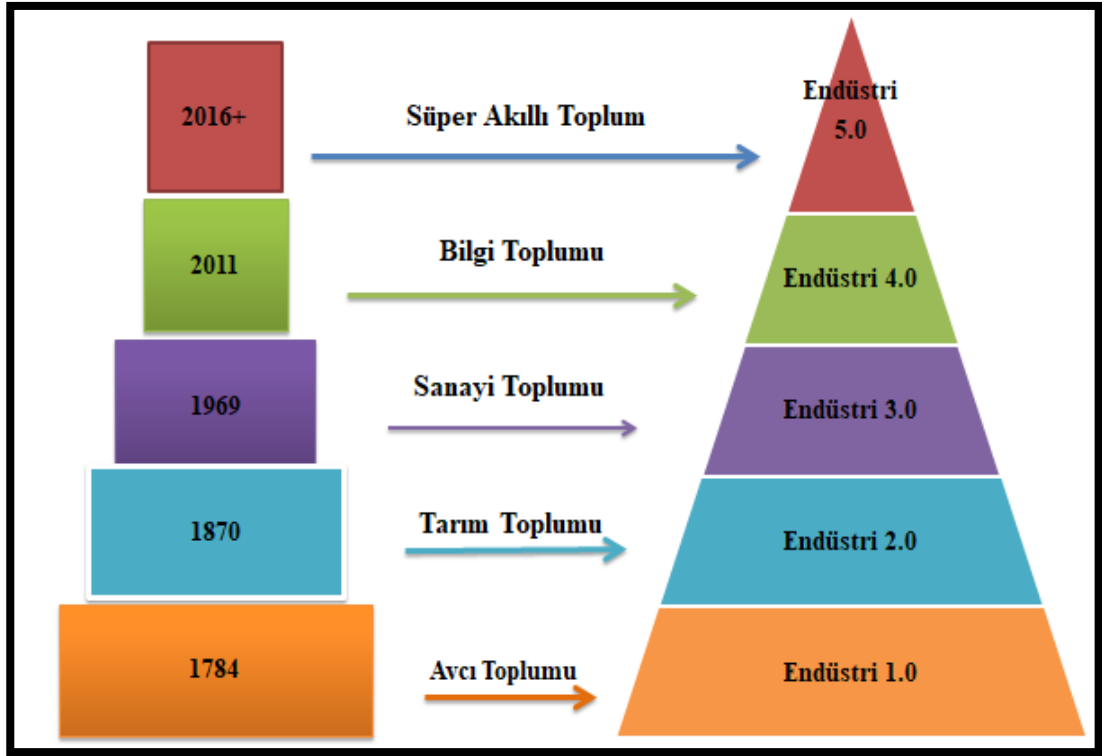 2016+
Süper Akıllı Toplum
Endüstri
5.0
2011
Bilgi Toplumu
Endüstri 4.0
1969
Sanayi Toplumu
Endüstri 3.0
1870
Tarım Toplumu
Endüstri 2.0
1784
Avcı Toplumu
Endüstri 1.0